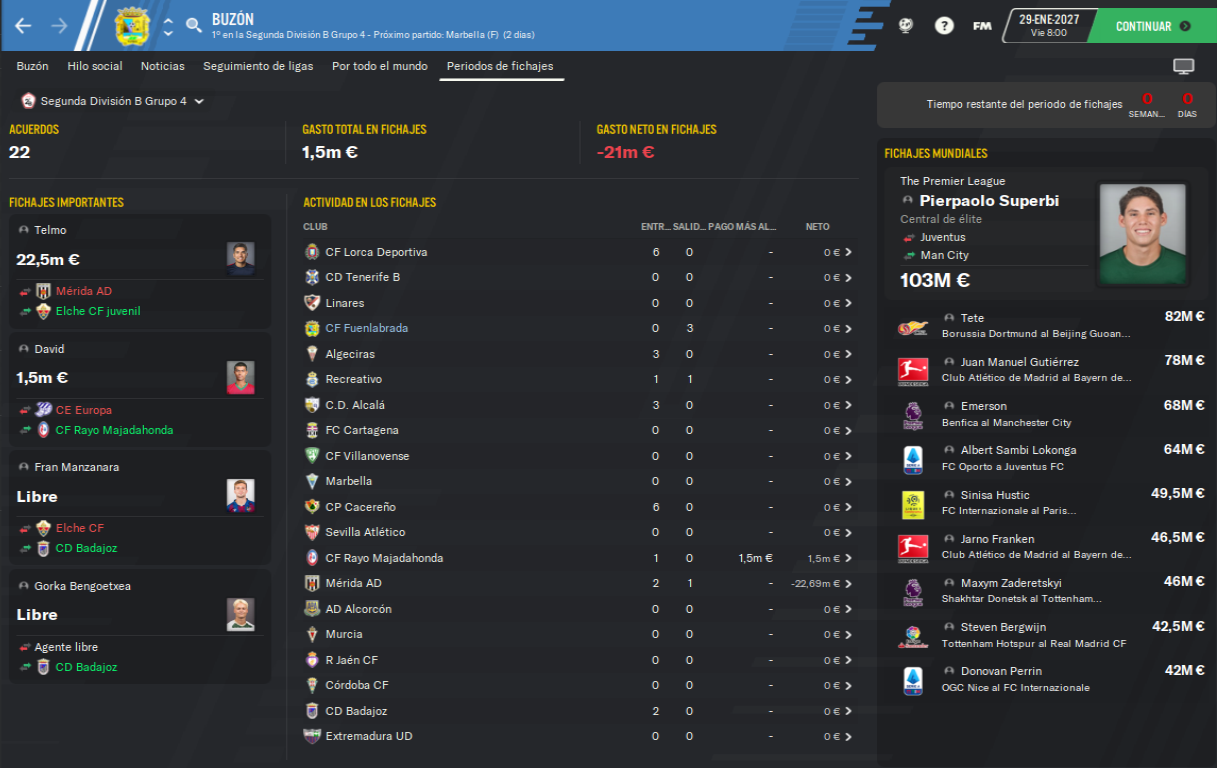 BUZÓN
1º en la Segunda División B Grupo 4 - Próximo partido: Marbella (F) (2 días)
?
FM
29-ENE-2027
Vie 8:00
CONTINUAR
Buzón Hilo social Noticias Seguimiento de ligas Por todo el mundo Periodos de fichajes
Segunda División B Grupo 4
Tiempo restante del periodo de fichajes
0 SEMAN...
0 DÍAS
ACUERDOS
22
GASTO TOTAL EN FICHAJES
1,5m €
GASTO NETO EN FICHAJES
-21m €
FICHAJES IMPORTANTES
Telmo
22,5m €
Mérida AD
Elche CF juvenil
David
1,5m €
CE Europa
CF Rayo Majadahonda
Fran Manzanara
Libre
Elche CF
CD Badajoz
Gorka Bengoetxea
Libre
Agente libre
CD Badajoz
ACTIVIDAD EN LOS FICHAJES
CLUB ENTR... SALID... PAGO MÁS AL... NETO
CF Lorca Deportiva 6 0 - 0 €
CD Tenerife B 0 0 - 0 €
Linares 0 0 - 0 €
CF Fuenlabrada 0 3 - 0 €
Algeciras 3 0 - 0 €
Recreativo 1 1 - 0 €
C.D. Alcalá 3 0 - 0 €
FC Cartagena 0 0 - 0 €
CF Villanovense 0 0 - 0 €
Marbella 0 0 - 0 €
CP Cacereño 6 0 - 0 €
Sevilla Atlético 0 0 - 0 €
CF Rayo Majadahonda 1 0 1,5m € 1,5m €
Mérida AD 2 1 - -22,69m €
AD Alcorcón 0 0 - 0 €
Murcia 0 0 - 0 €
R Jaén CF 0 0 - 0 €
Córdoba CF 0 0 - 0 €
CD Badajoz 2 0 - 0 €
Extremadura UD 0 0 - 0 €
FICHAJES MUNDIALES
The Premier League
Pierpaolo Superbi
Central de élite
Juventus
Man City
103M €
Tete 82M €
Borussia Dortmund al Beijing Guoan...
Juan Manuel Gutiérrez 78M €
Club Atlético de Madrid al Bayern de...
Emerson 68M €
Benfica al Manchester City
Albert Sambi Lokonga 64M €
FC Oporto a Juventus FC
Sinisa Hustic 49,5M €
FC Internazionale al Paris...
Jarno Franken 46,5M €
Club Atlético de Madrid al Bayern de...
Maxym Zaderetskyi 46M €
Shakhtar Donetsk al Tottenham...
Steven Bergwijn 42,5M €
Tottenham Hotspur al Real Madrid CF
Donovan Perrin 42M €
OGC Nice al FC Internazionale